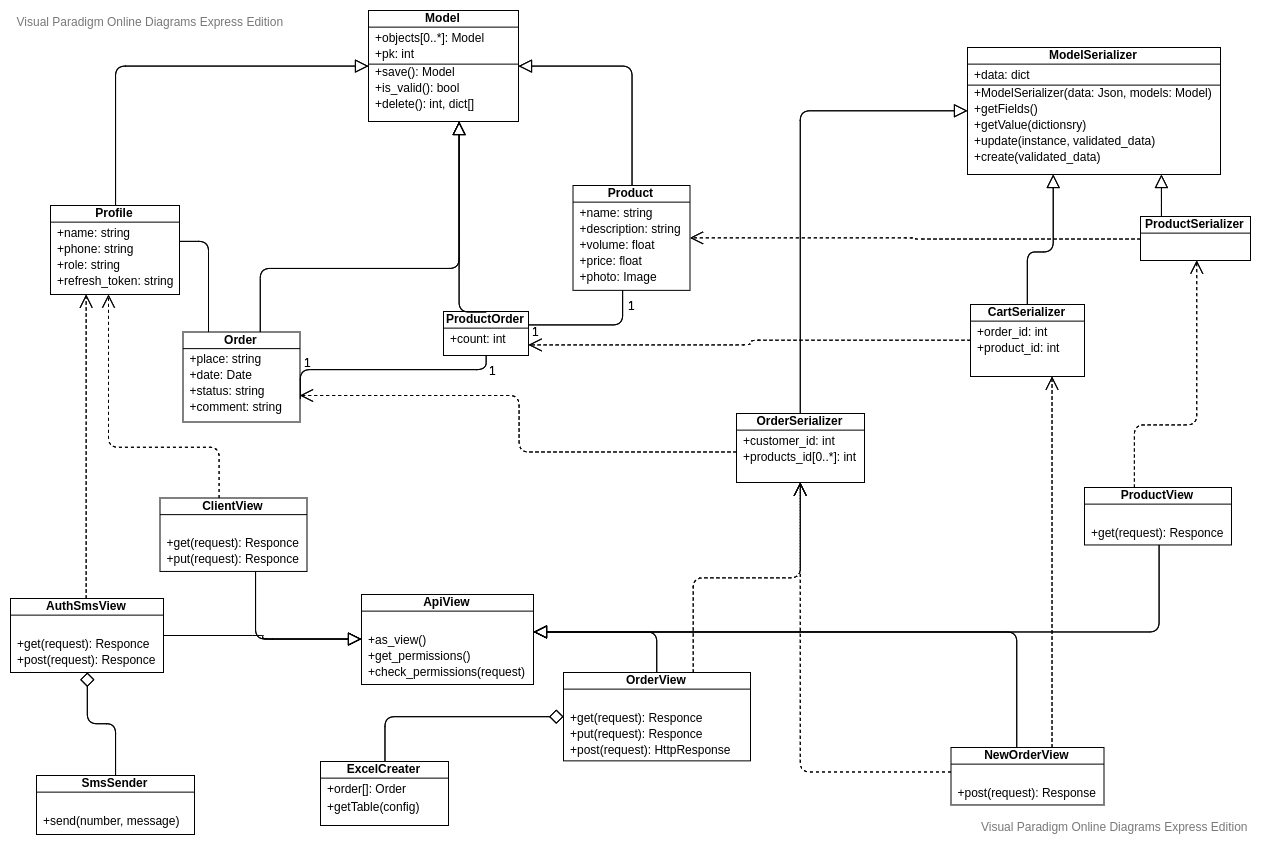 Visual Paradigm Online Diagrams Express Edition
Model
+objects[0..*]: Model
+pk: int
+save(): Model
+is_valid(): bool
+delete(): int, dict[]
ModelSerializer
+data: dict
+ModelSerializer(data: Json, models: Model)
+getFields()
+getValue(dictionsry)
+update(instance, validated_data)
+create(validated_data)
Profile
+name: string
+phone: string
+role: string
+refresh_token: string
Product
+name: string
+description: string
+volume: float
+price: float
+photo: Image
1
ProductSerializer
Order
+place: string
+date: Date
+status: string
+comment: string
1
ProductOrder
+count: int
1
1
CartSerializer
+order_id: int
+product_id: int
OrderSerializer
+customer_id: int
+products_id[0..*]: int
ClientView
+get(request): Responce
+put(request): Responce
ProductView
+get(request): Responce
AuthSmsView
+get(request): Responce
+post(request): Responce
ApiView
+as_view()
+get_permissions()
+check_permissions(request)
OrderView
+get(request): Responce
+put(request): Responce
+post(request): HttpResponse
NewOrderView
+post(request): Response
SmsSender
+send(number, message)
ExcelCreater
+order[]: Order
+getTable(config)
Visual Paradigm Online Diagrams Express Edition